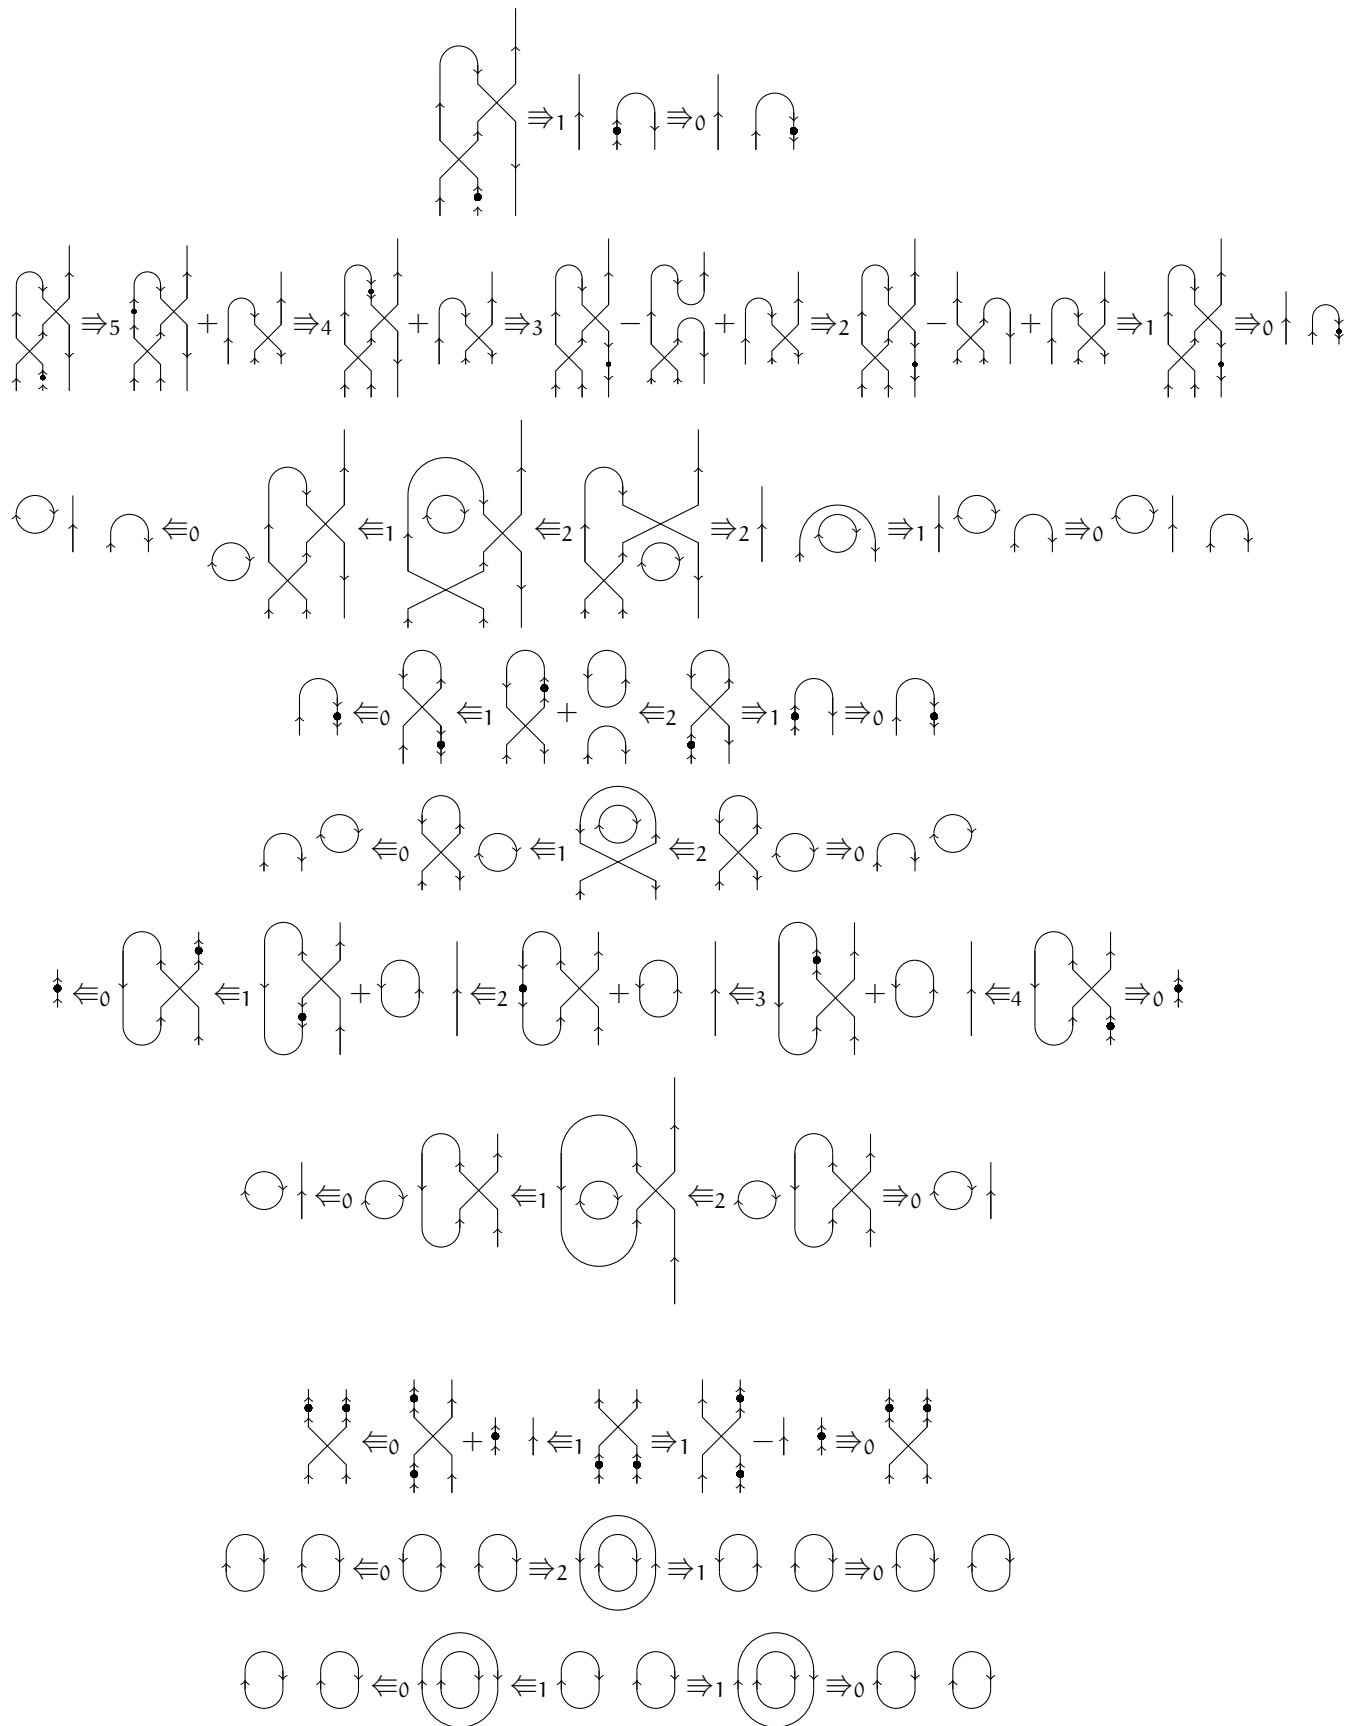 ⇛1 ⇛0
⇛5 + ⇛4 + ⇛3 − + ⇛2 − + ⇛1 ⇛0
⇚0 ⇚1 ⇚2 ⇛2 ⇛1 ⇛0
⇚0 ⇚1 + ⇚2 ⇛1 ⇛0
⇚0 ⇚1 ⇚2 ⇛0
⇚0 ⇚1 + ⇚2 + ⇚3 + ⇚4 ⇛0
⇚0 ⇚1 ⇚2 ⇛0
⇚0 + ⇚1 ⇛1 − ⇛0
⇚0 ⇛2 ⇛1 ⇛0
⇚0 ⇚1 ⇛1 ⇛0